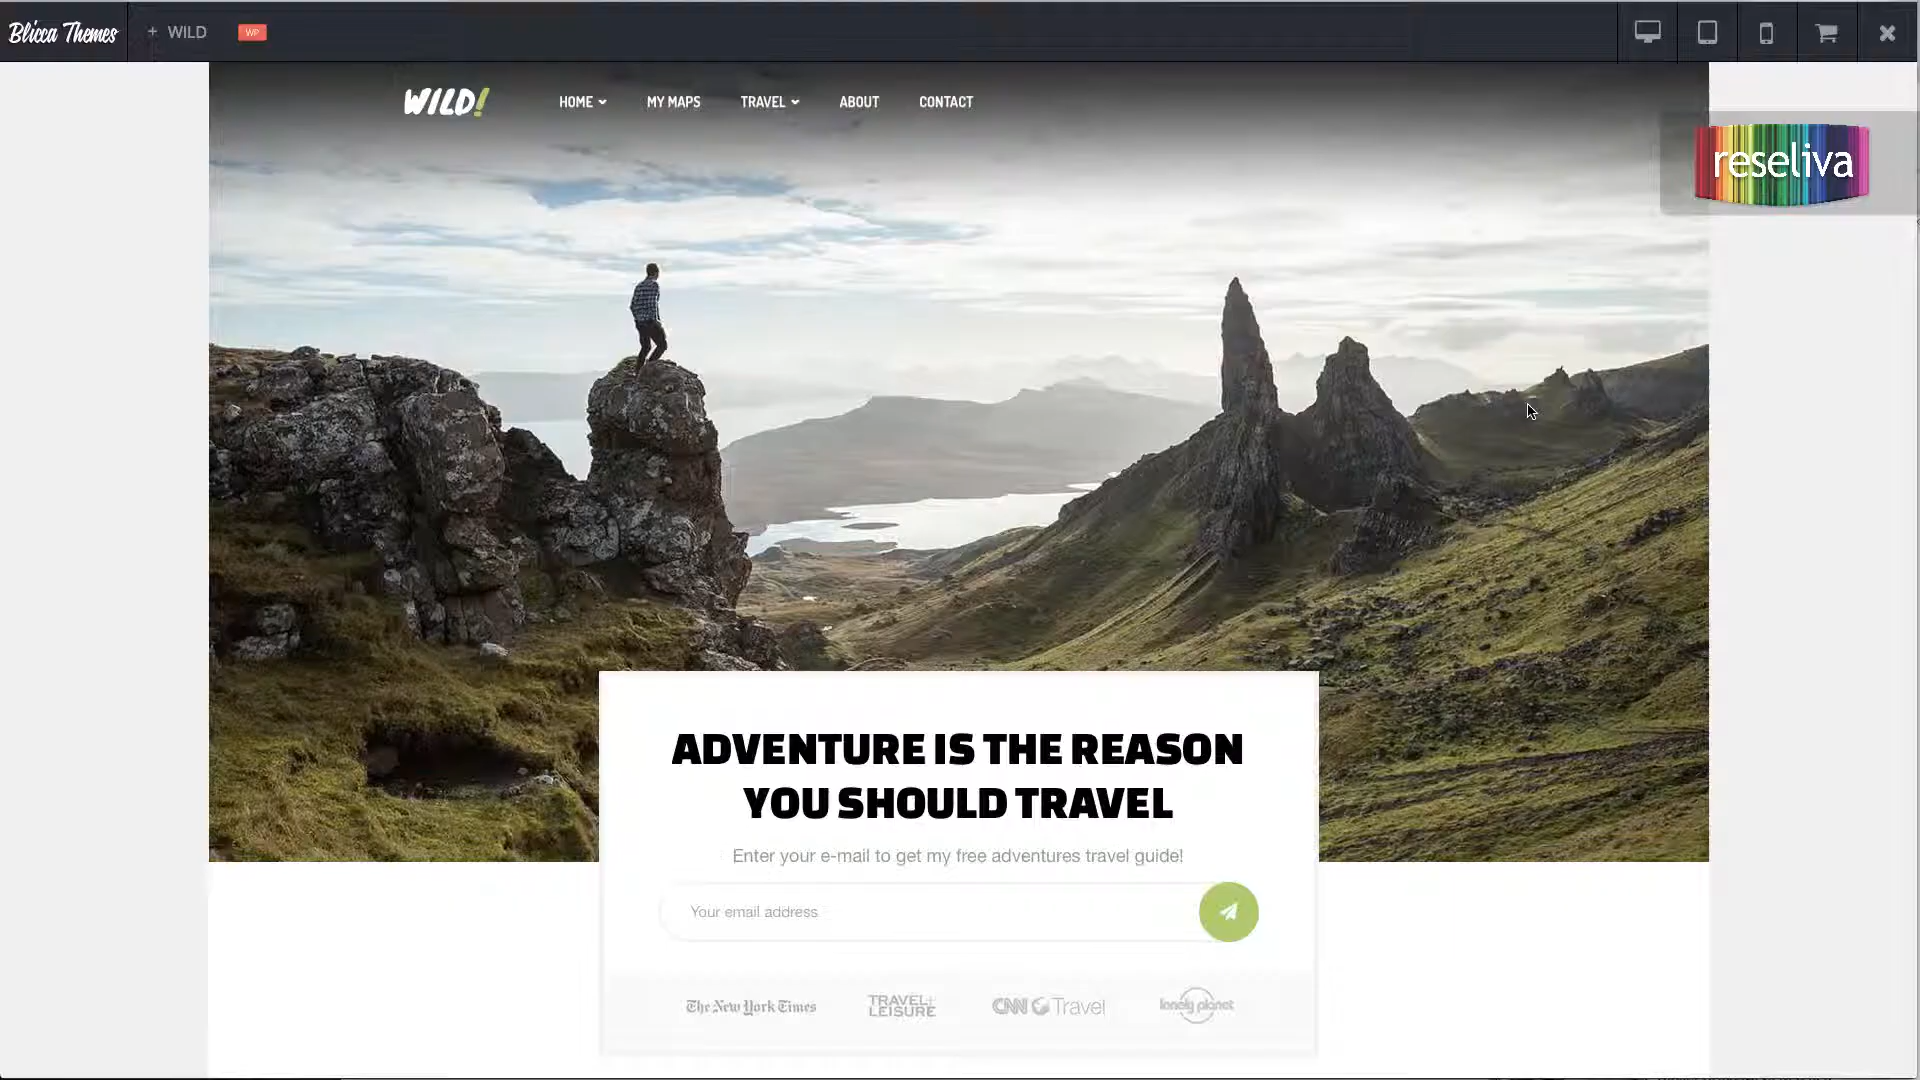 Blicca Themes
+ WILD
WP
WILD!
HOME
MY MAPS
TRAVEL
ABOUT
CONTACT
reseliva
ADVENTURE IS THE REASON
YOU SHOULD TRAVEL
Enter your e-mail to get my free adventures travel guide!
Your email address
The New York Times
TRAVEL+
LEISURE
CNN Travel
lonely planet